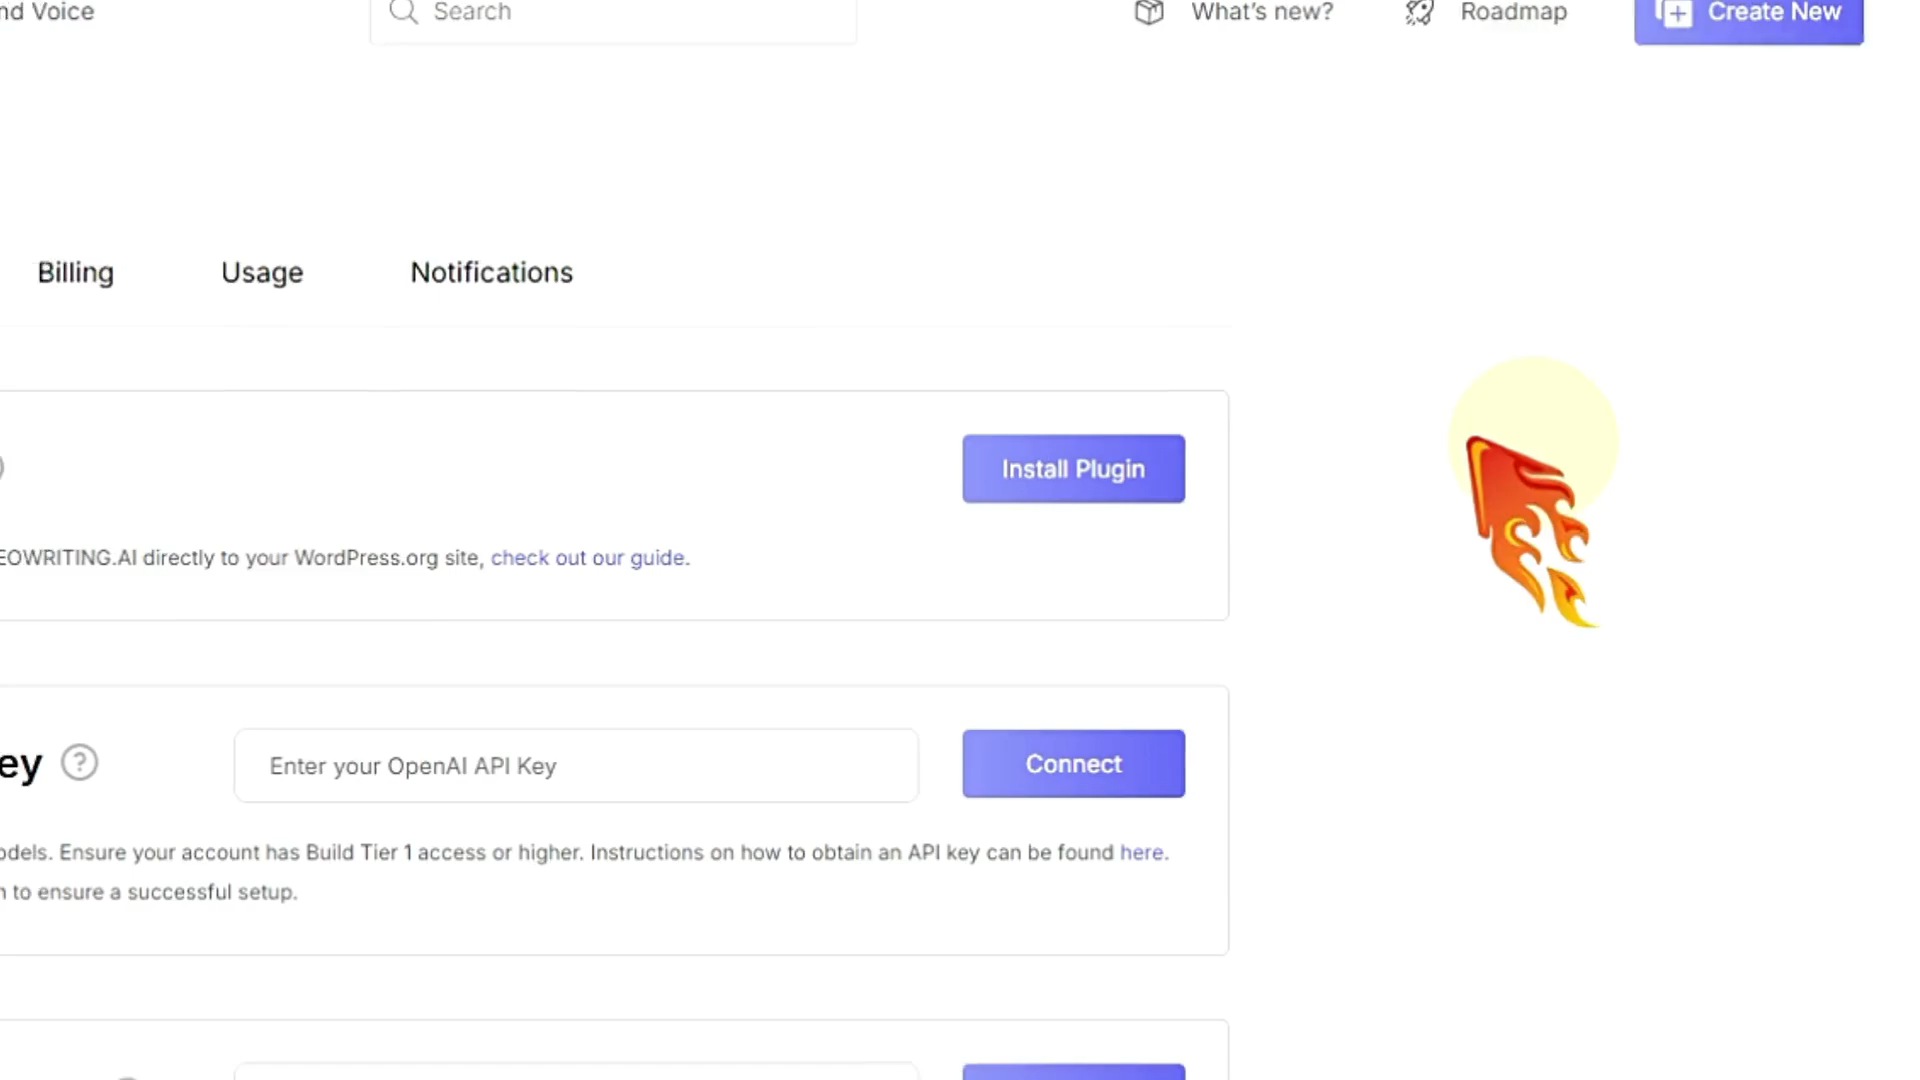 nd Voice
Search
What's new?
Roadmap
Create New
Billing
Usage
Notifications
Install Plugin
EOWRITING.AI directly to your WordPress.org site, check out our guide.
ey
Enter your OpenAI API Key
Connect
odels. Ensure your account has Build Tier 1 access or higher. Instructions on how to obtain an API key can be found here.
n to ensure a successful setup.